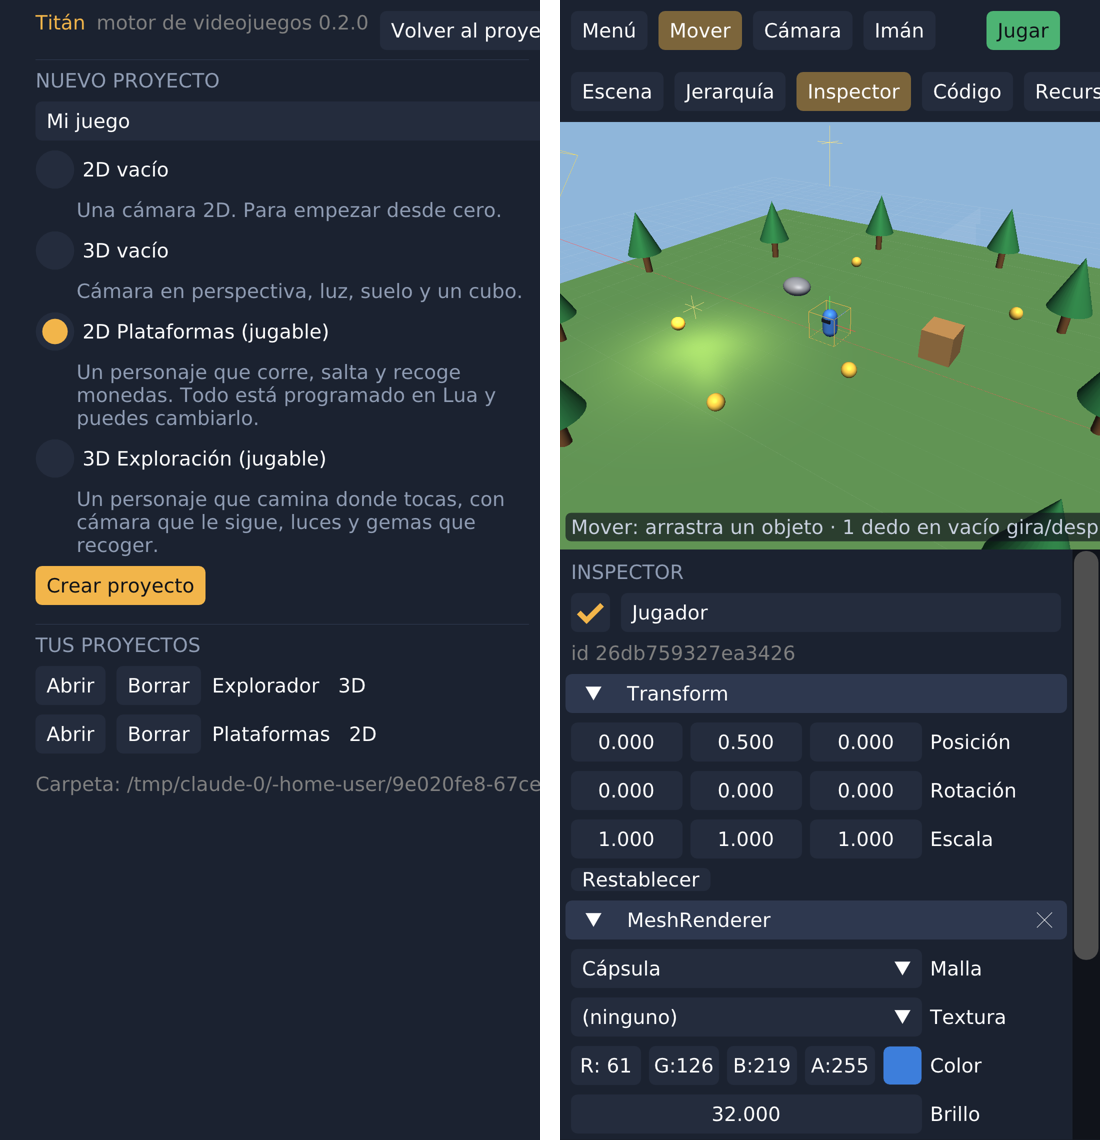 Titán motor de videojuegos 0.2.0 Volver al proye
NUEVO PROYECTO
Mi juego
2D vacío
Una cámara 2D. Para empezar desde cero.
3D vacío
Cámara en perspectiva, luz, suelo y un cubo.
2D Plataformas (jugable)
Un personaje que corre, salta y recoge
monedas. Todo está programado en Lua y
puedes cambiarlo.
3D Exploración (jugable)
Un personaje que camina donde tocas, con
cámara que le sigue, luces y gemas que
recoger.
Crear proyecto
TUS PROYECTOS
Abrir Borrar Explorador 3D
Abrir Borrar Plataformas 2D
Carpeta: /tmp/claude-0/-home-user/9e020fe8-67ce
Menú Mover Cámara Imán Jugar
Escena Jerarquía Inspector Código Recurs
Mover: arrastra un objeto · 1 dedo en vacío gira/desp
INSPECTOR
Jugador
id 26db759327ea3426
Transform
0.000 0.500 0.000 Posición
0.000 0.000 0.000 Rotación
1.000 1.000 1.000 Escala
Restablecer
MeshRenderer
Cápsula Malla
(ninguno) Textura
R: 61 G:126 B:219 A:255 Color
32.000 Brillo